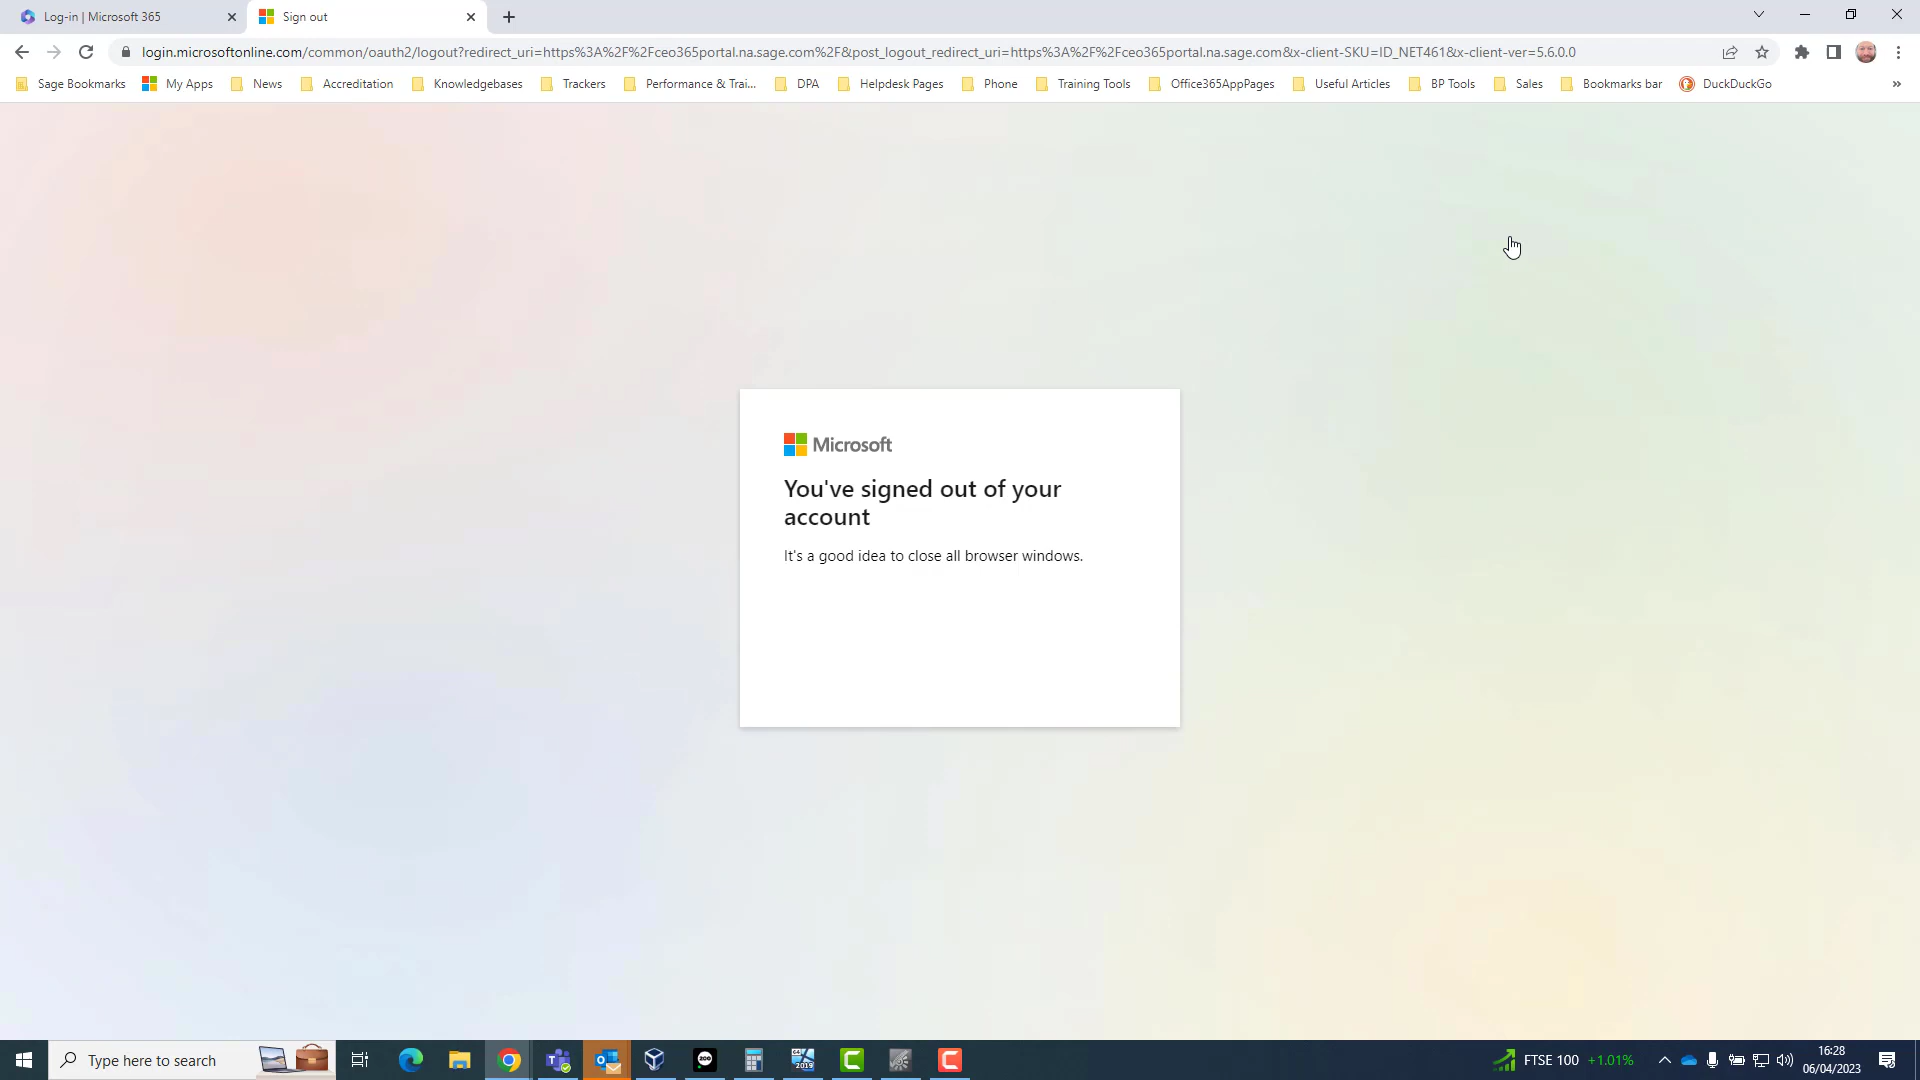 Log-in | Microsoft 365
Sign out
login.microsoftonline.com/common/oauth2/logout?redirect_uri=https%3A%2F%2Fceo365portal.na.sage.com%2F&post_logout_redirect_uri=https%3A%2F%2Fceo365portal.na.sage.com&x-client-SKU=ID_NET461&x-client-ver=5.6.0.0
Sage Bookmarks
My Apps
News
Accreditation
Knowledgebases
Trackers
Performance & Trai...
DPA
Helpdesk Pages
Phone
Training Tools
Office365AppPages
Useful Articles
BP Tools
Sales
Bookmarks bar
DuckDuckGo
»
Microsoft
You've signed out of your
account
It's a good idea to close all browser windows.
Type here to search
FTSE 100 +1.01%
16:28
06/04/2023